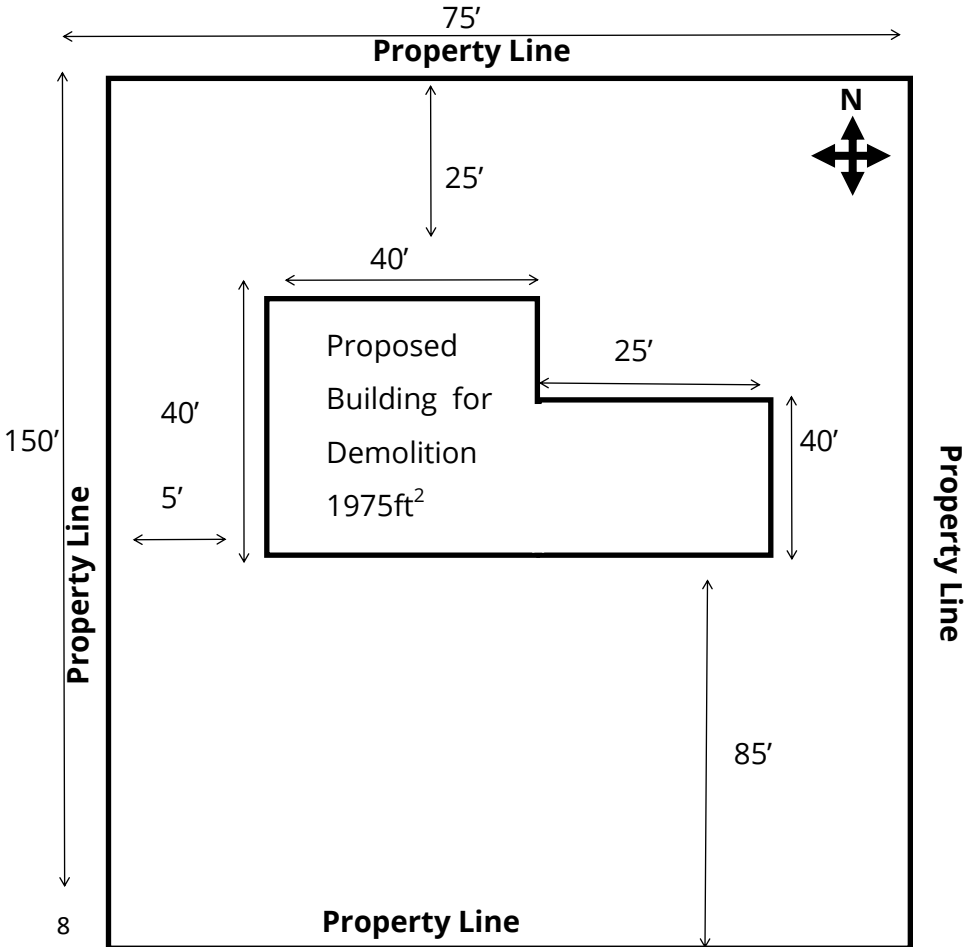 75’
Property Line
N
25’
40’
25’
Proposed
Building for
Demolition
1975ft²
40’
40’
150’
5’
Property Line
Property Line
85’
8
Property Line